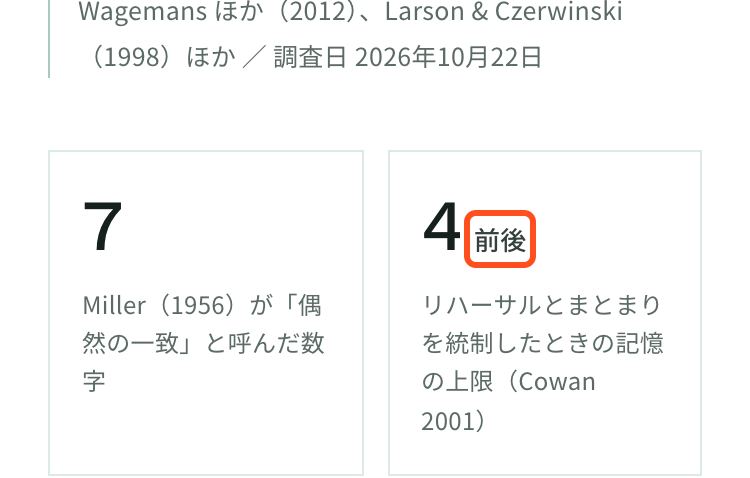 Wagemans ほか（2012）、Larson & Czerwinski
（1998）ほか ／ 調査日 2026年10月22日
7
Miller（1956）が「偶
然の一致」と呼んだ数
字
4前後
リハーサルとまとまり
を統制したときの記憶
の上限（Cowan
2001）